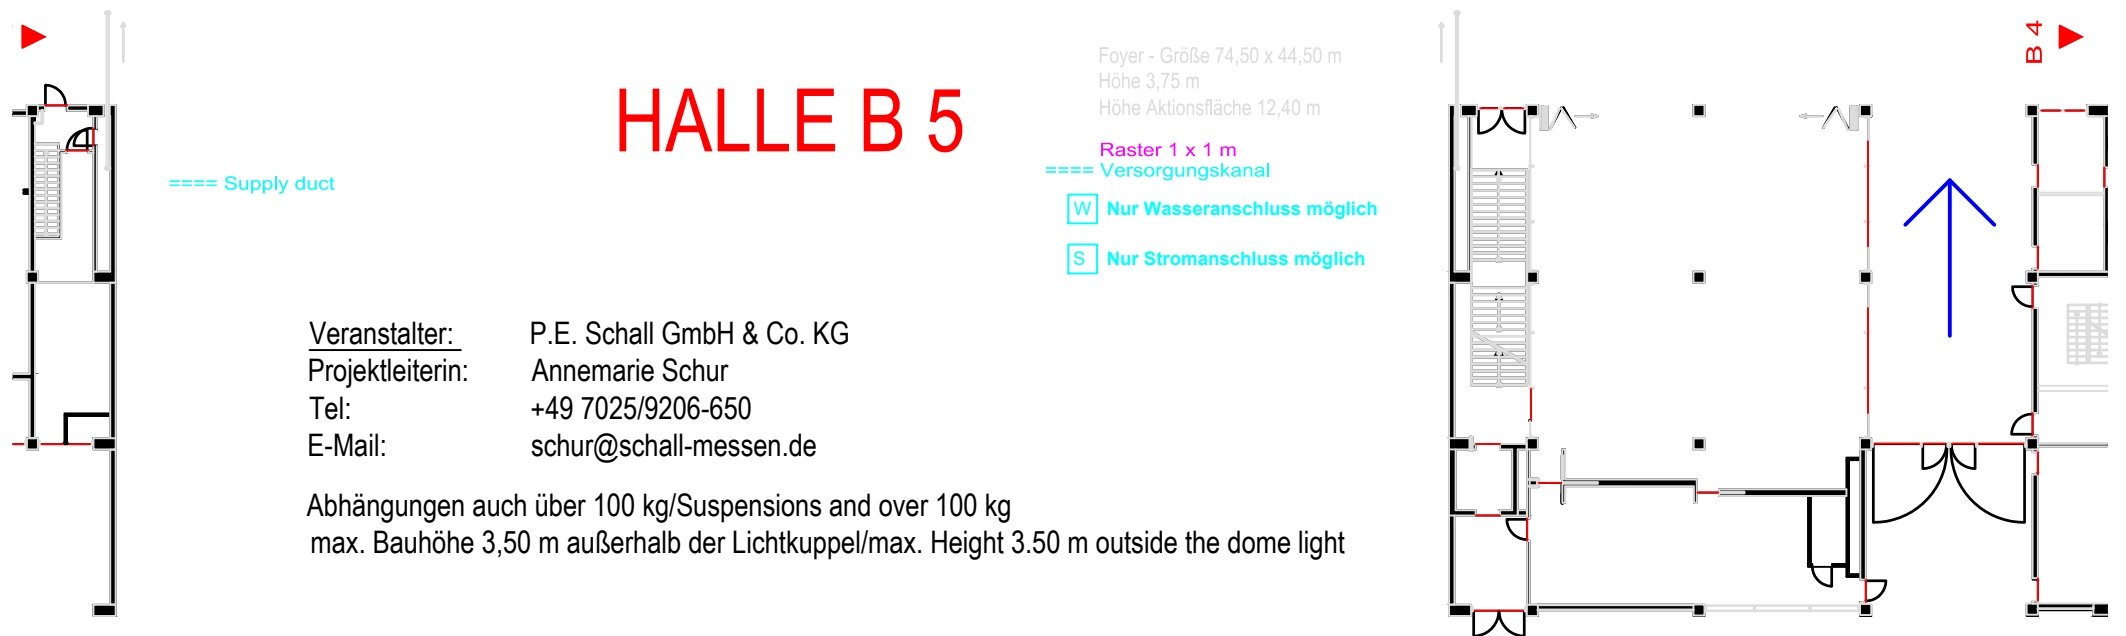 HALLE B 5
Foyer - Größe 74,50 x 44,50 m
Höhe 3,75 m
Höhe Aktionsfläche 12,40 m
Raster 1 x 1 m
==== Versorgungskanal
==== Supply duct
W Nur Wasseranschluss möglich
S Nur Stromanschluss möglich
B 4
Veranstalter: P.E. Schall GmbH & Co. KG
Projektleiterin: Annemarie Schur
Tel: +49 7025/9206-650
E-Mail: schur@schall-messen.de
Abhängungen auch über 100 kg/Suspensions and over 100 kg
max. Bauhöhe 3,50 m außerhalb der Lichtkuppel/max. Height 3.50 m outside the dome light